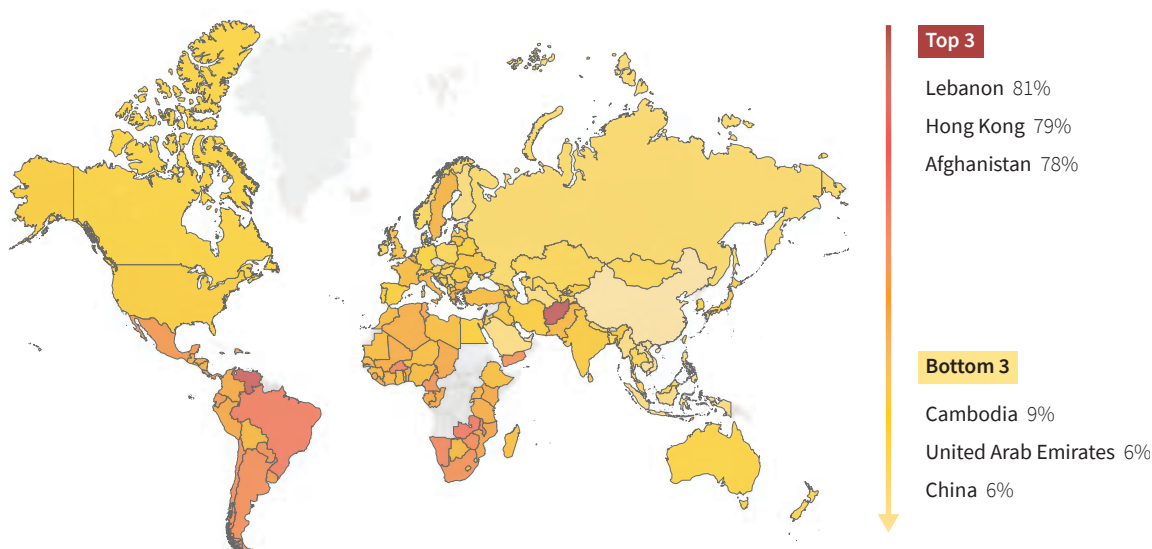 Top 3
Lebanon 81%
Hong Kong 79%
Afghanistan 78%
Bottom 3
Cambodia 9%
United Arab Emirates 6%
China 6%